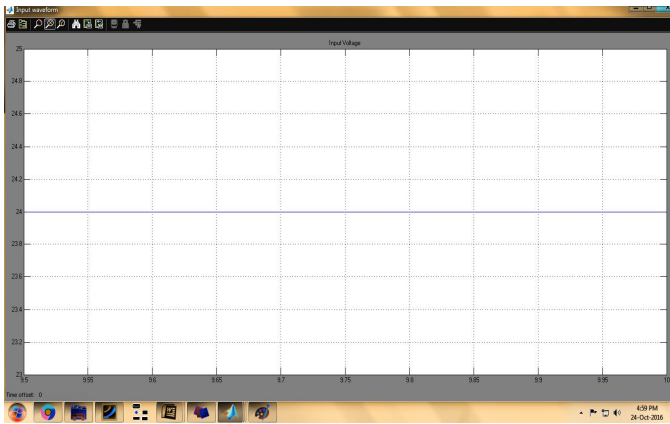 Input waveform
Input Voltage
25
24.8
24.6
24.4
24.2
24
23.8
23.6
23.4
23.2
23
9.5 9.55 9.6 9.65 9.7 9.75 9.8 9.85 9.9 9.95 10
Time offset: 0
4:59 PM
24-Oct-2016